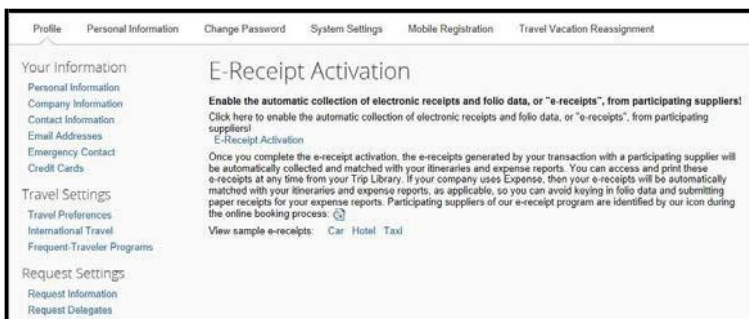 Profile Personal Information Change Password System Settings Mobile Registration Travel Vacation Reassignment
Your Information
Personal Information
Company Information
Contact Information
Email Addresses
Emergency Contact
Credit Cards
Travel Settings
Travel Preferences
International Travel
Frequent-Traveler Programs
Request Settings
Request Information
Request Delegates
E-Receipt Activation
Enable the automatic collection of electronic receipts and folio data, or "e-receipts", from participating suppliers!
Click here to enable the automatic collection of electronic receipts and folio data, or "e-receipts", from participating
suppliers!
E-Receipt Activation
Once you complete the e-receipt activation, the e-receipts generated by your transaction with a participating supplier will
be automatically collected and matched with your itineraries and expense reports. You can access and print these
e-receipts at any time from your Trip Library. If your company uses Expense, then your e-receipts will be automatically
matched with your itineraries and expense reports, as applicable, so you can avoid keying in folio data and submitting
paper receipts for your expense reports. Participating suppliers of our e-receipt program are identified by our icon during
the online booking process:
View sample e-receipts: Car Hotel Taxi